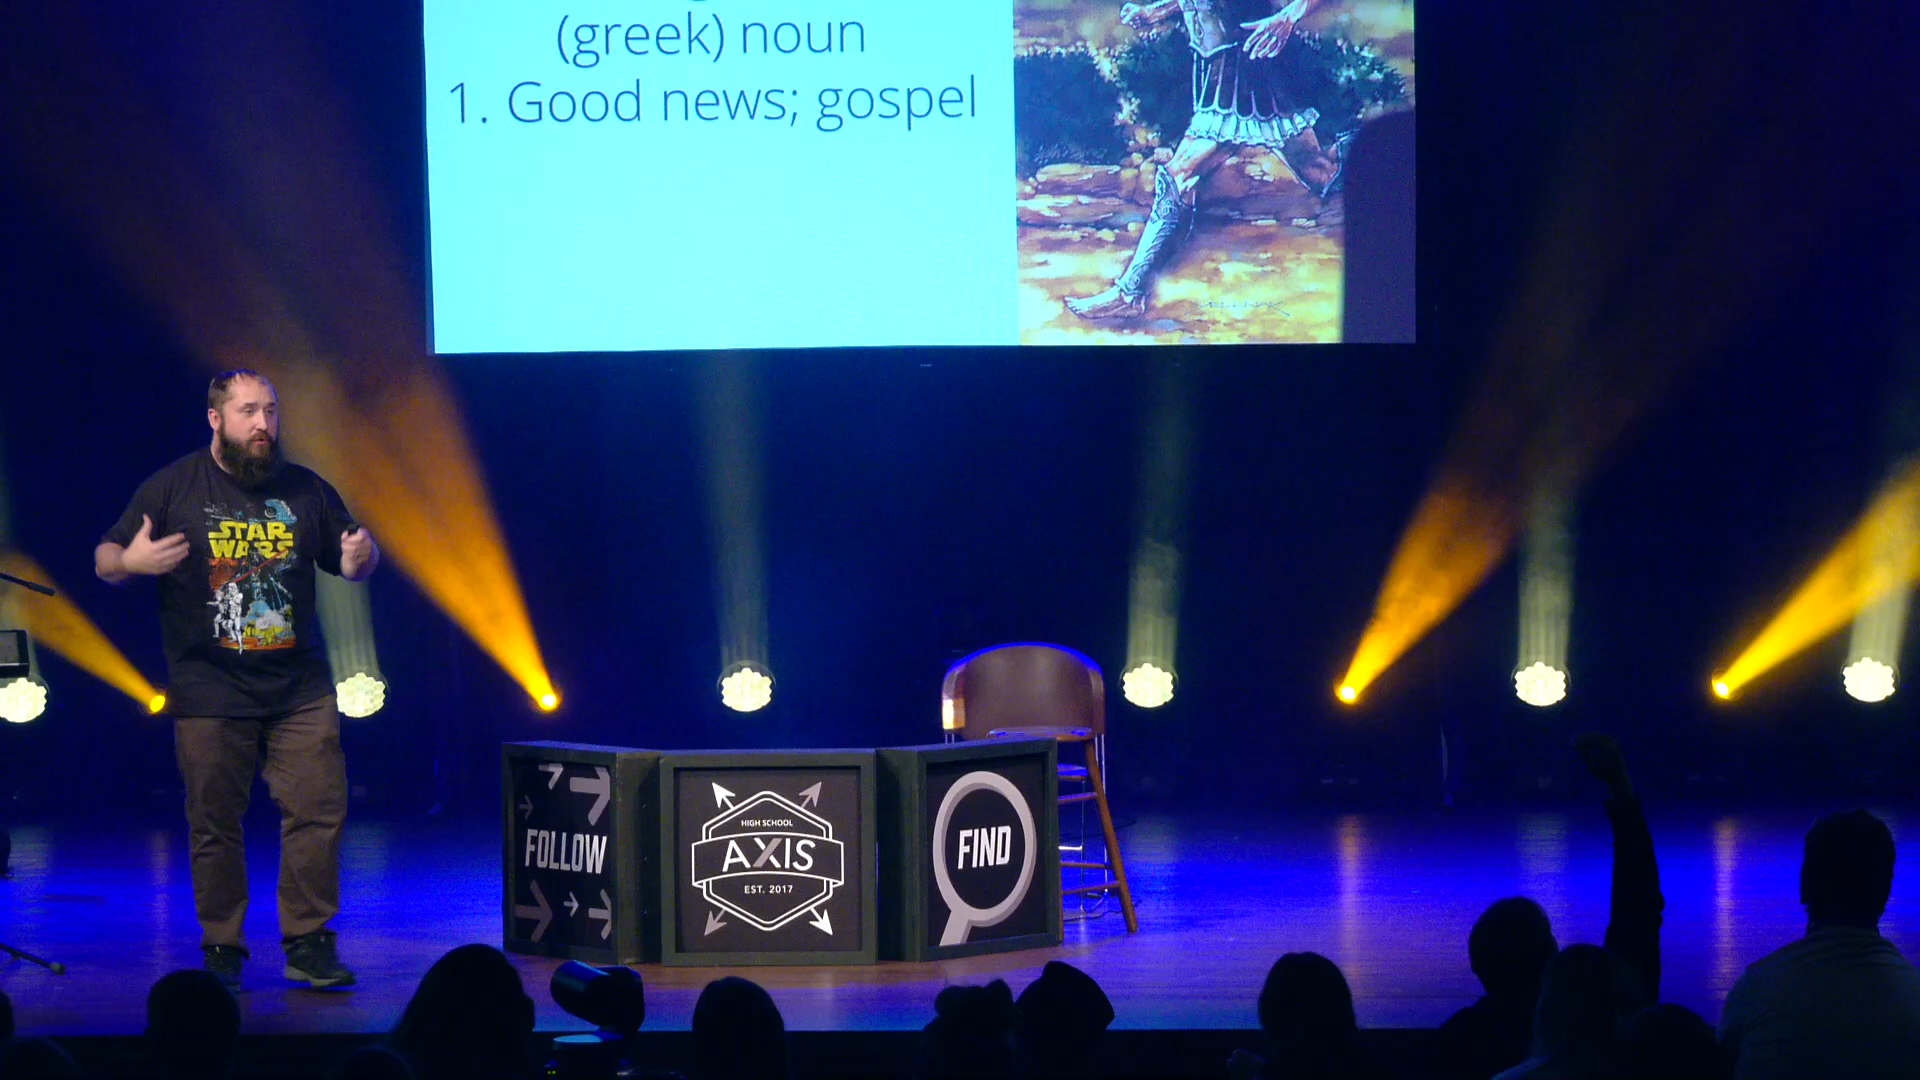 (greek) noun
1. Good news; gospel
STAR
WARS
FOLLOW
HIGH SCHOOL
AXIS
EST. 2017
FIND